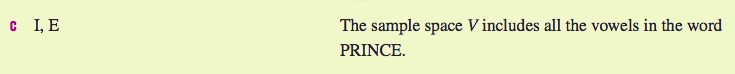 c I, E The sample space V includes all the vowels in the word
PRINCE.